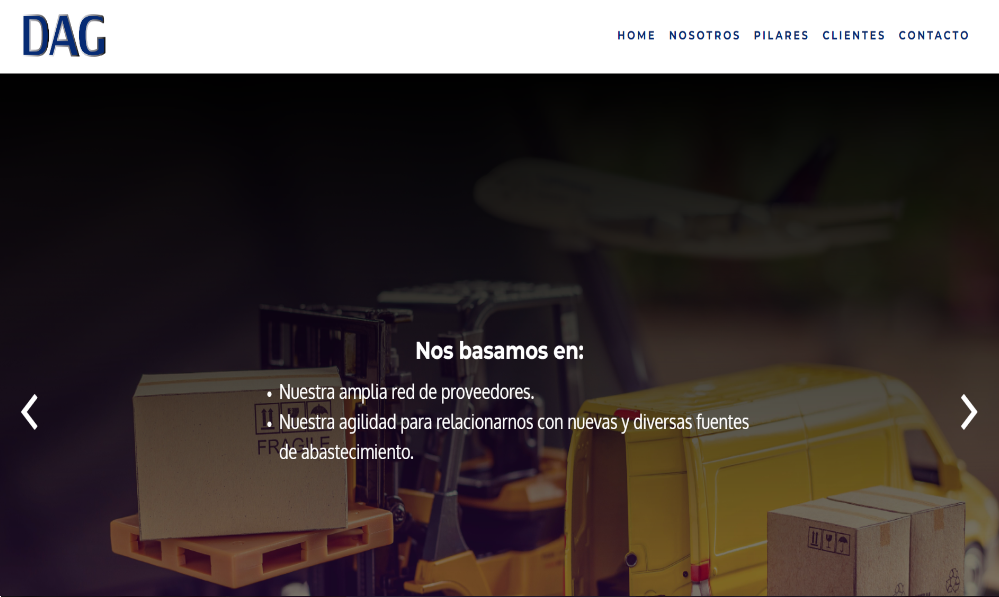 DAG
HOME NOSOTROS PILARES CLIENTES CONTACTO
Nos basamos en:
• Nuestra amplia red de proveedores.
• Nuestra agilidad para relacionarnos con nuevas y diversas fuentes
de abastecimiento.
FRAGILE